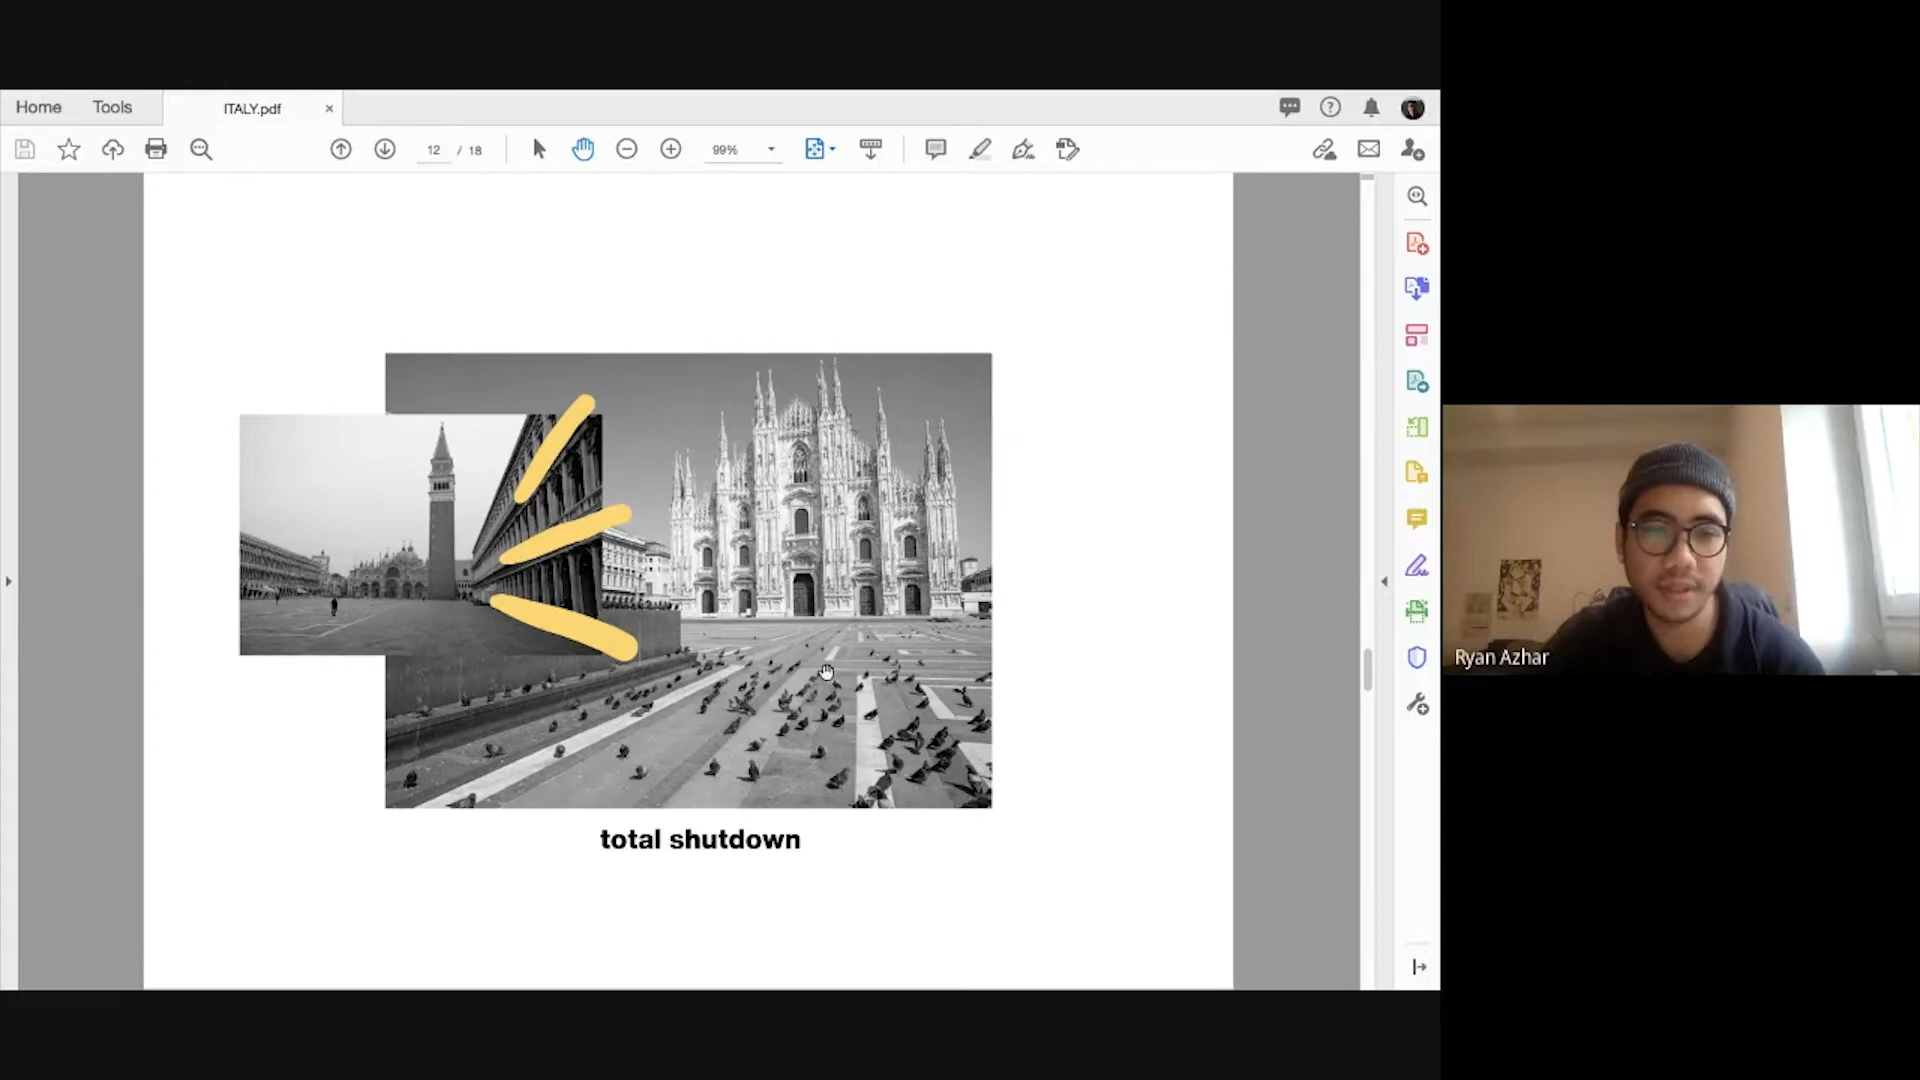 Home
Tools
ITALY.pdf
12 / 18
99%
total shutdown
Ryan Azhar